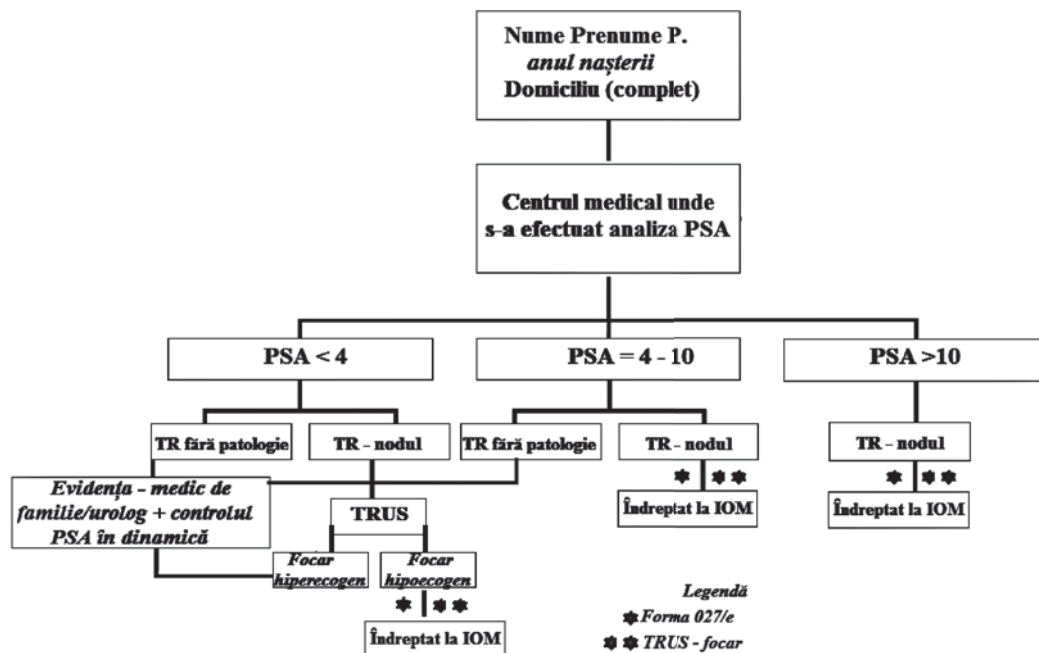 Nume Prenume P.
anul nașterii
Domiciliu (complet)
Centrul medical unde
s-a efectuat analiza PSA
PSA < 4
PSA = 4 - 10
PSA >10
TR fără patologie
TR - nodul
TR fără patologie
TR - nodul
TR - nodul
Evidența - medic de
familie/urolog + controlul
PSA în dinamică
TRUS
Îndreptat la IOM
Îndreptat la IOM
Focar
hiperecogen
Focar
hipoecogen
Îndreptat la IOM
Legendă
Forma 027/e
TRUS - focar